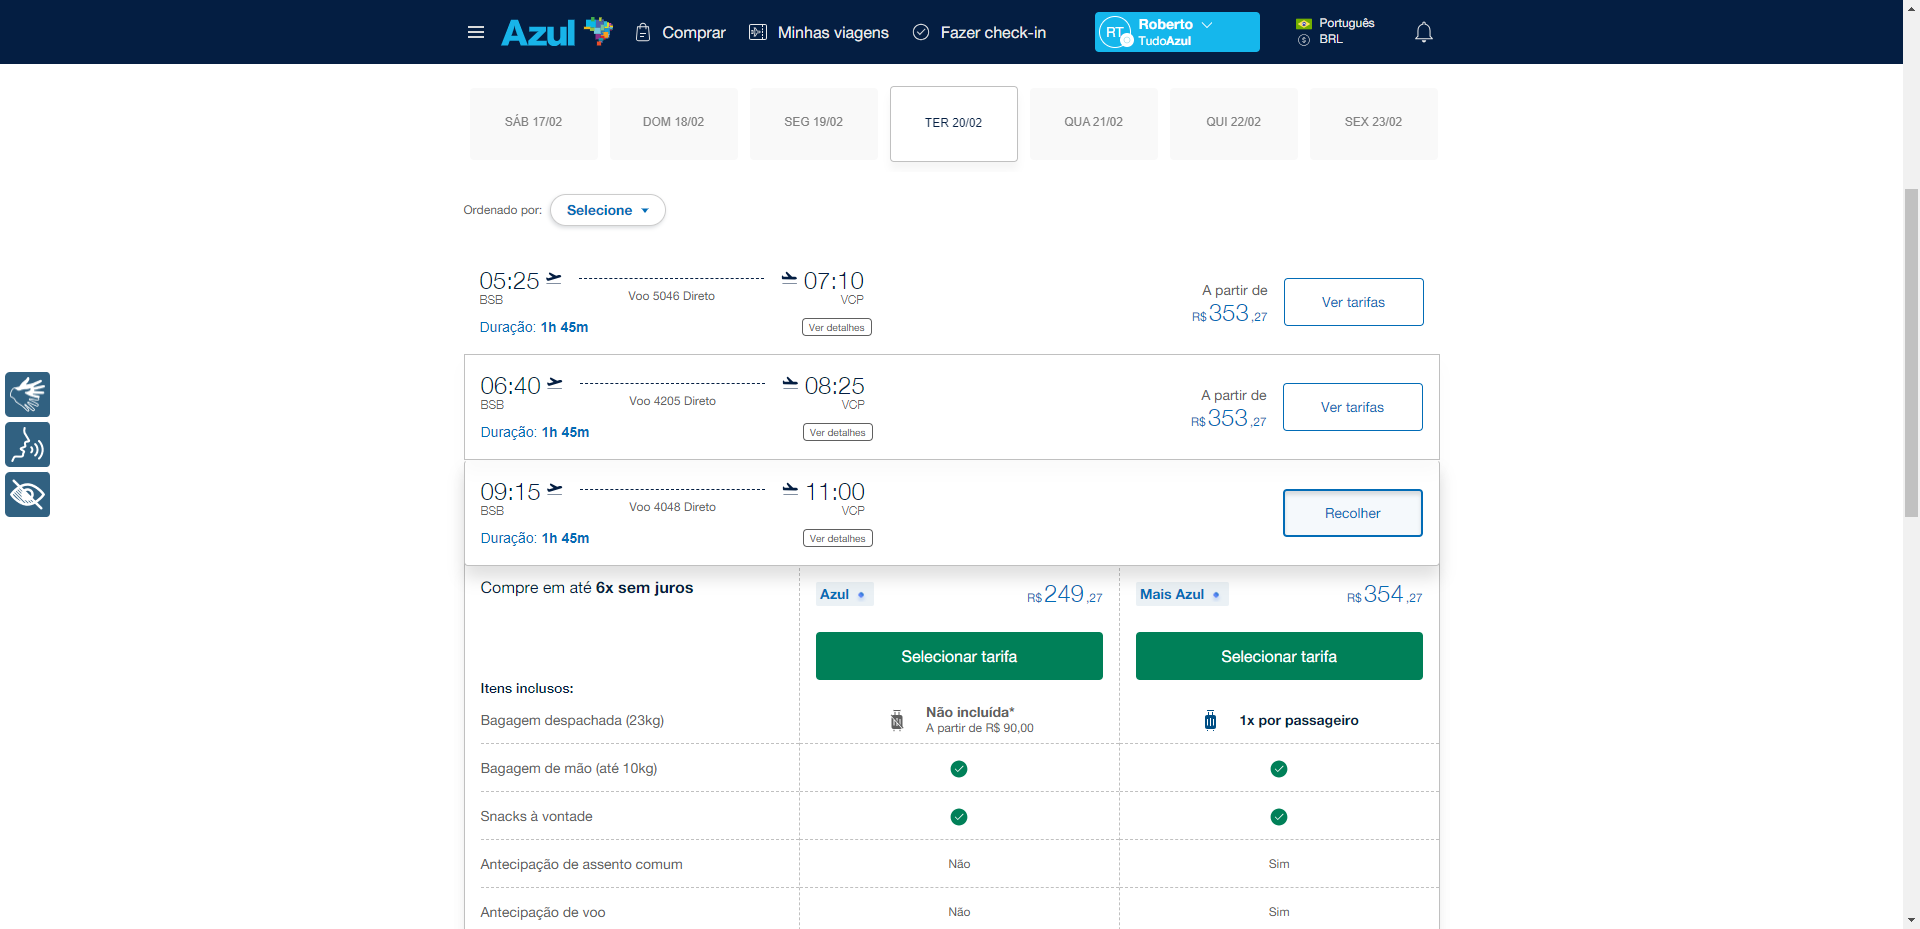 Azul Comprar Minhas viagens Fazer check-in RT Roberto TudoAzul Português BRL
SÁB 17/02 DOM 18/02 SEG 19/02 TER 20/02 QUA 21/02 QUI 22/02 SEX 23/02
Ordenado por: Selecione
05:25 07:10
BSB Voo 5046 Direto VCP
Duração: 1h 45m Ver detalhes
A partir de
R$ 353 ,27
Ver tarifas
06:40 08:25
BSB Voo 4205 Direto VCP
Duração: 1h 45m Ver detalhes
A partir de
R$ 353 ,27
Ver tarifas
09:15 11:00
BSB Voo 4048 Direto VCP
Duração: 1h 45m Ver detalhes
Recolher
Compre em até 6x sem juros Azul R$ 249 ,27 Mais Azul R$ 354 ,27
Selecionar tarifa Selecionar tarifa
Itens inclusos:
Bagagem despachada (23kg) Não incluída* 1x por passageiro
A partir de R$ 90,00
Bagagem de mão (até 10kg)
Snacks à vontade
Antecipação de assento comum Não Sim
Antecipação de voo Não Sim